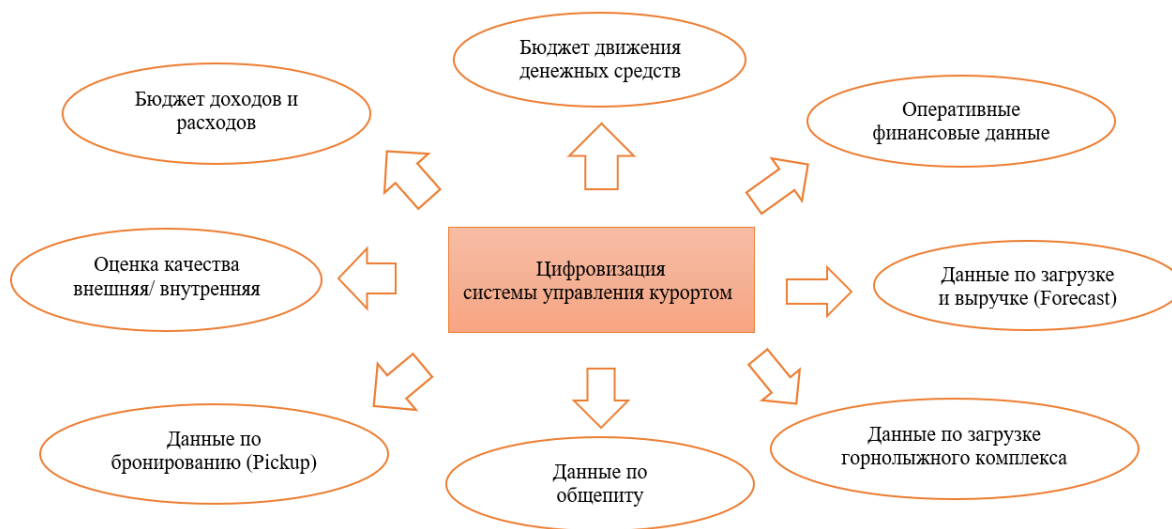 Бюджет движения
денежных средств
Бюджет доходов и
расходов
Оперативные
финансовые данные
Оценка качества
внешняя/ внутренняя
Цифровизация
системы управления курортом
Данные по загрузке
и выручке (Forecast)
Данные по
бронированию (Pickup)
Данные по
общепиту
Данные по загрузке
горнолыжного комплекса